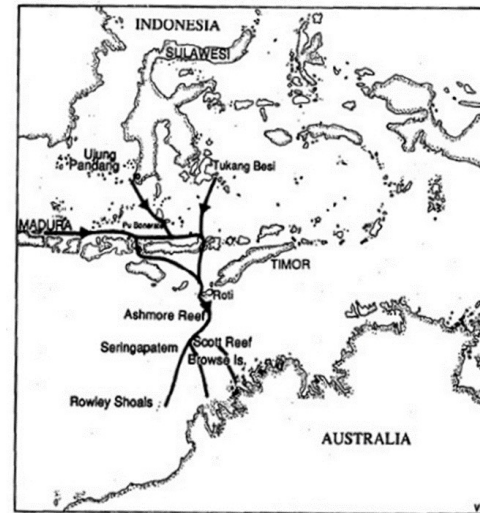 INDONESIA
SULAWESI
Ujung
Pandang
Tukang Besi
MADURA
TIMOR
Roti
Ashmore Reef
Seringapatem
Scott Reef
Browse Is.
Rowley Shoals
AUSTRALIA